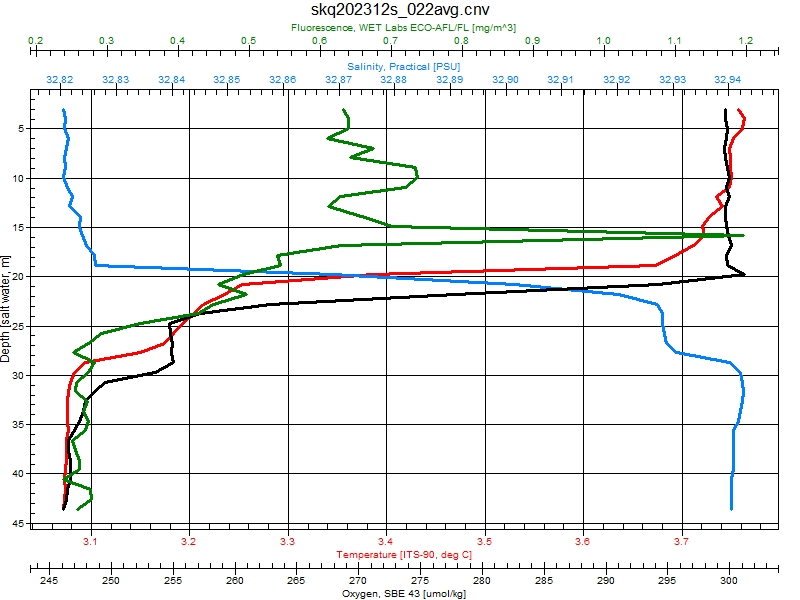 skq202312s_022avg.cnv
Fluorescence, WET Labs ECO-AFL/FL [mg/m^3]
0.2 0.3 0.4 0.5 0.6 0.7 0.8 0.9 1.0 1.1 1.2
Salinity, Practical [PSU]
32.82 32.83 32.84 32.85 32.86 32.87 32.88 32.89 32.90 32.91 32.92 32.93 32.94
Depth [salt water, m]
5
10
15
20
25
30
35
40
45
3.1 3.2 3.3 3.4 3.5 3.6 3.7
Temperature [ITS-90, deg C]
245 250 255 260 265 270 275 280 285 290 295 300
Oxygen, SBE 43 [umol/kg]